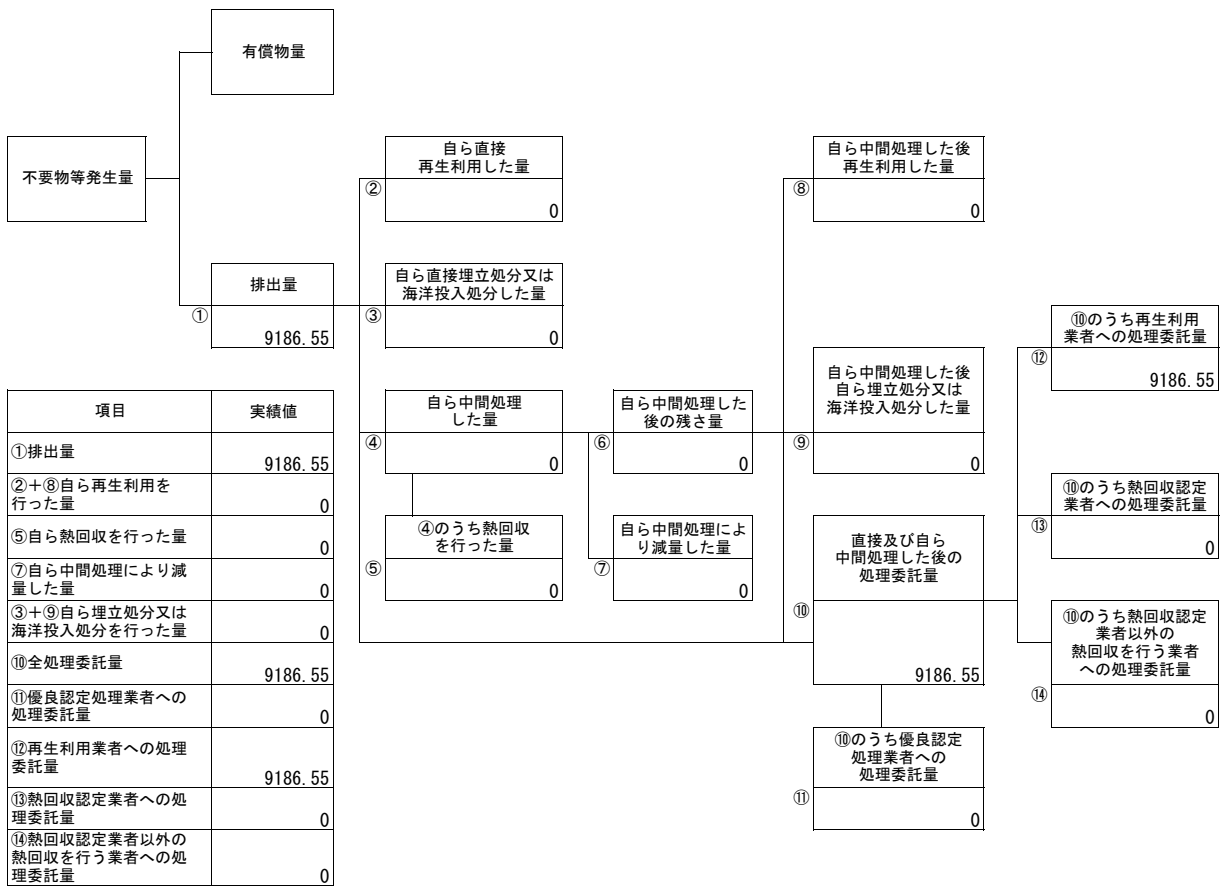 有償物量
不要物等発生量
自ら直接
再生利用した量
②
0
自ら中間処理した後
再生利用した量
⑧
0
排出量
①
9186.55
自ら直接埋立処分又は
海洋投入処分した量
③
0
⑩のうち再生利用
業者への処理委託量
⑫
9186.55
自ら中間処理
した量
④
0
自ら中間処理した
後の残さ量
⑥
0
自ら中間処理した後
自ら埋立処分又は
海洋投入処分した量
⑨
0
④のうち熱回収
を行った量
⑤
0
自ら中間処理によ
り減量した量
⑦
0
直接及び自ら
中間処理した後の
処理委託量
⑩
9186.55
⑩のうち熱回収認定
業者への処理委託量
⑬
0
⑩のうち熱回収認定
業者以外の
熱回収を行う業者
への処理委託量
⑭
0
⑩のうち優良認定
処理業者への
処理委託量
⑪
0
項目 実績値
①排出量 9186.55
②＋⑧自ら再生利用を
行った量 0
⑤自ら熱回収を行った量 0
⑦自ら中間処理により減
量した量 0
③＋⑨自ら埋立処分又は
海洋投入処分を行った量 0
⑩全処理委託量 9186.55
⑪優良認定処理業者への
処理委託量 0
⑫再生利用業者への処理
委託量 9186.55
⑬熱回収認定業者への処
理委託量 0
⑭熱回収認定業者以外の
熱回収を行う業者への処
理委託量 0